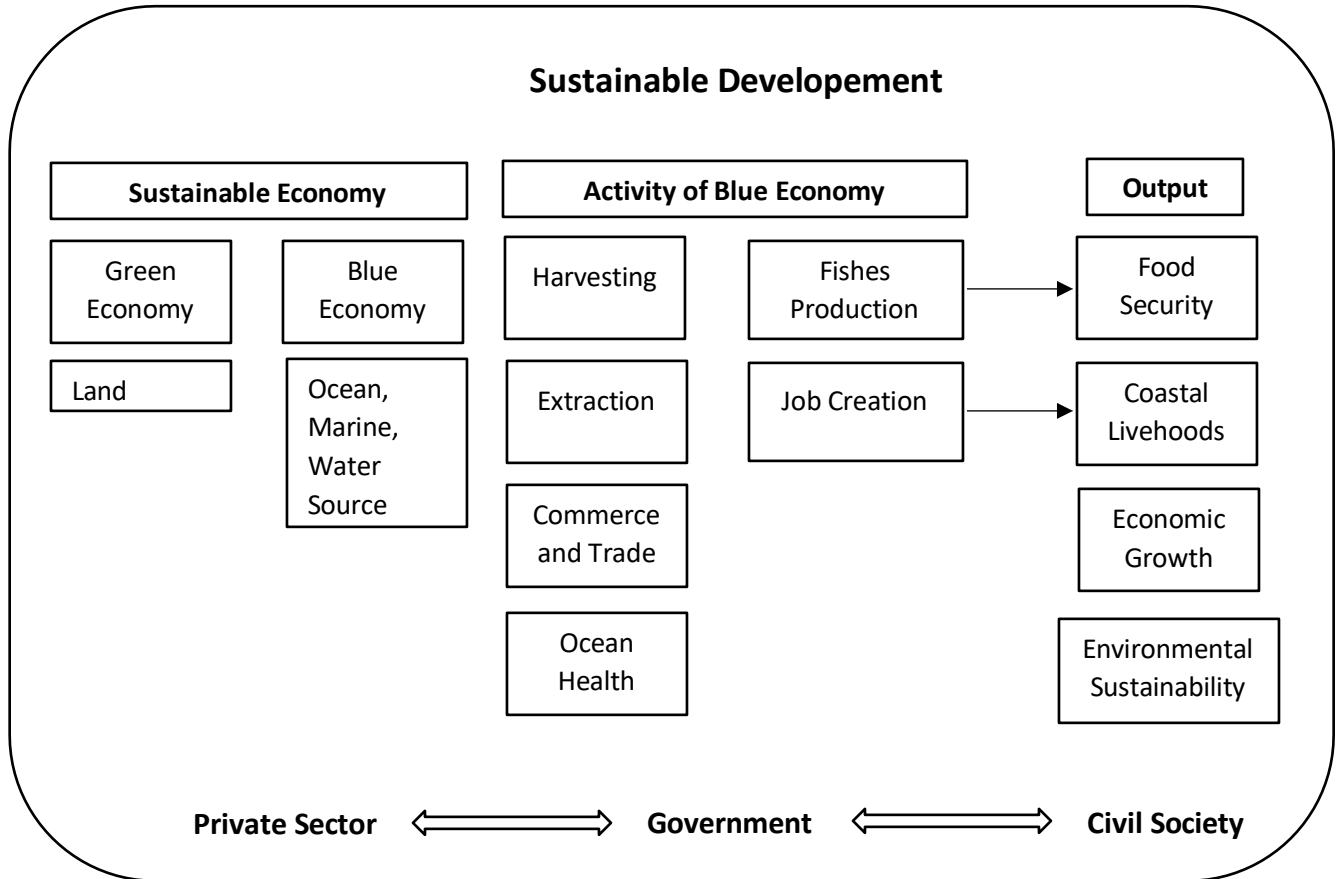 Sustainable Developement
Sustainable Economy
Activity of Blue Economy
Output
Green
Economy
Blue
Economy
Harvesting
Fishes
Production
Food
Security
Land
Ocean,
Marine,
Water
Source
Extraction
Job Creation
Coastal
Livehoods
Commerce
and Trade
Economic
Growth
Ocean
Health
Environmental
Sustainability
Private Sector
Government
Civil Society